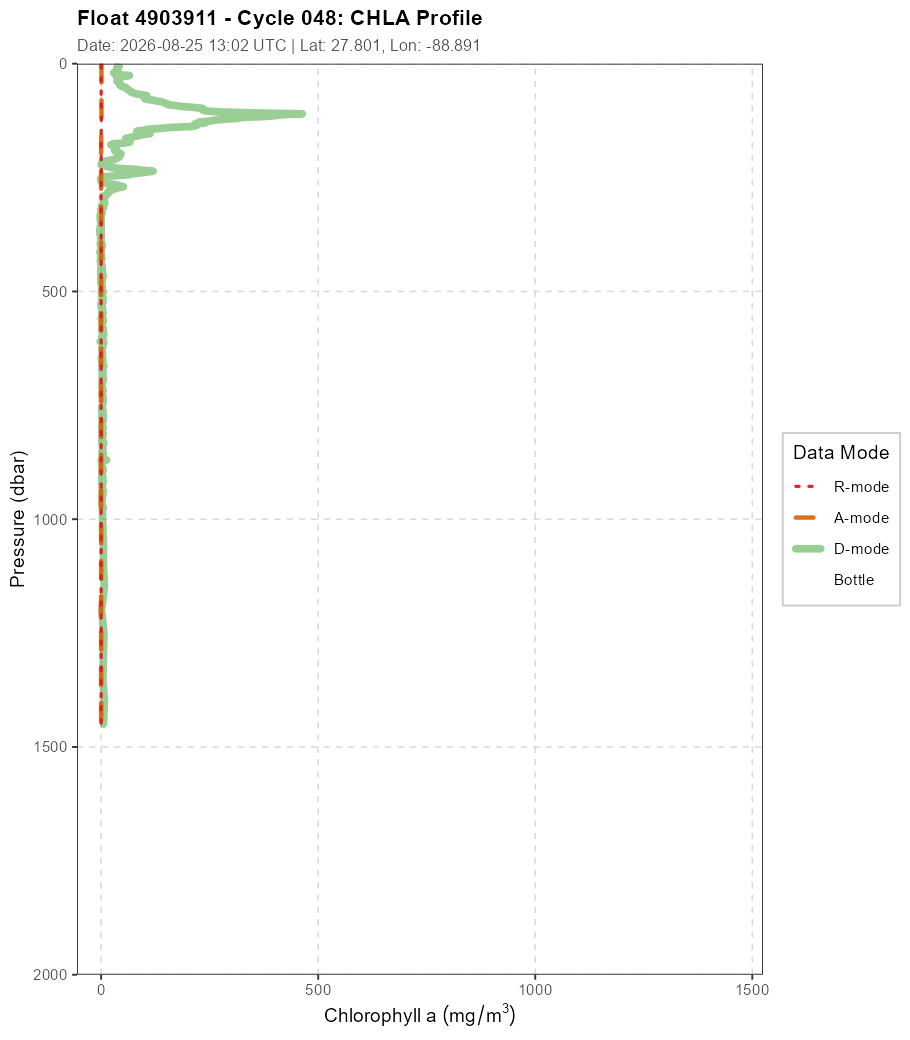 Float 4903911 - Cycle 048: CHLA Profile
Date: 2026-08-25 13:02 UTC | Lat: 27.801, Lon: -88.891
0
500
1000
1500
2000
Pressure (dbar)
0 500 1000 1500
Chlorophyll a (mg/m³)
Data Mode
R-mode
A-mode
D-mode
Bottle